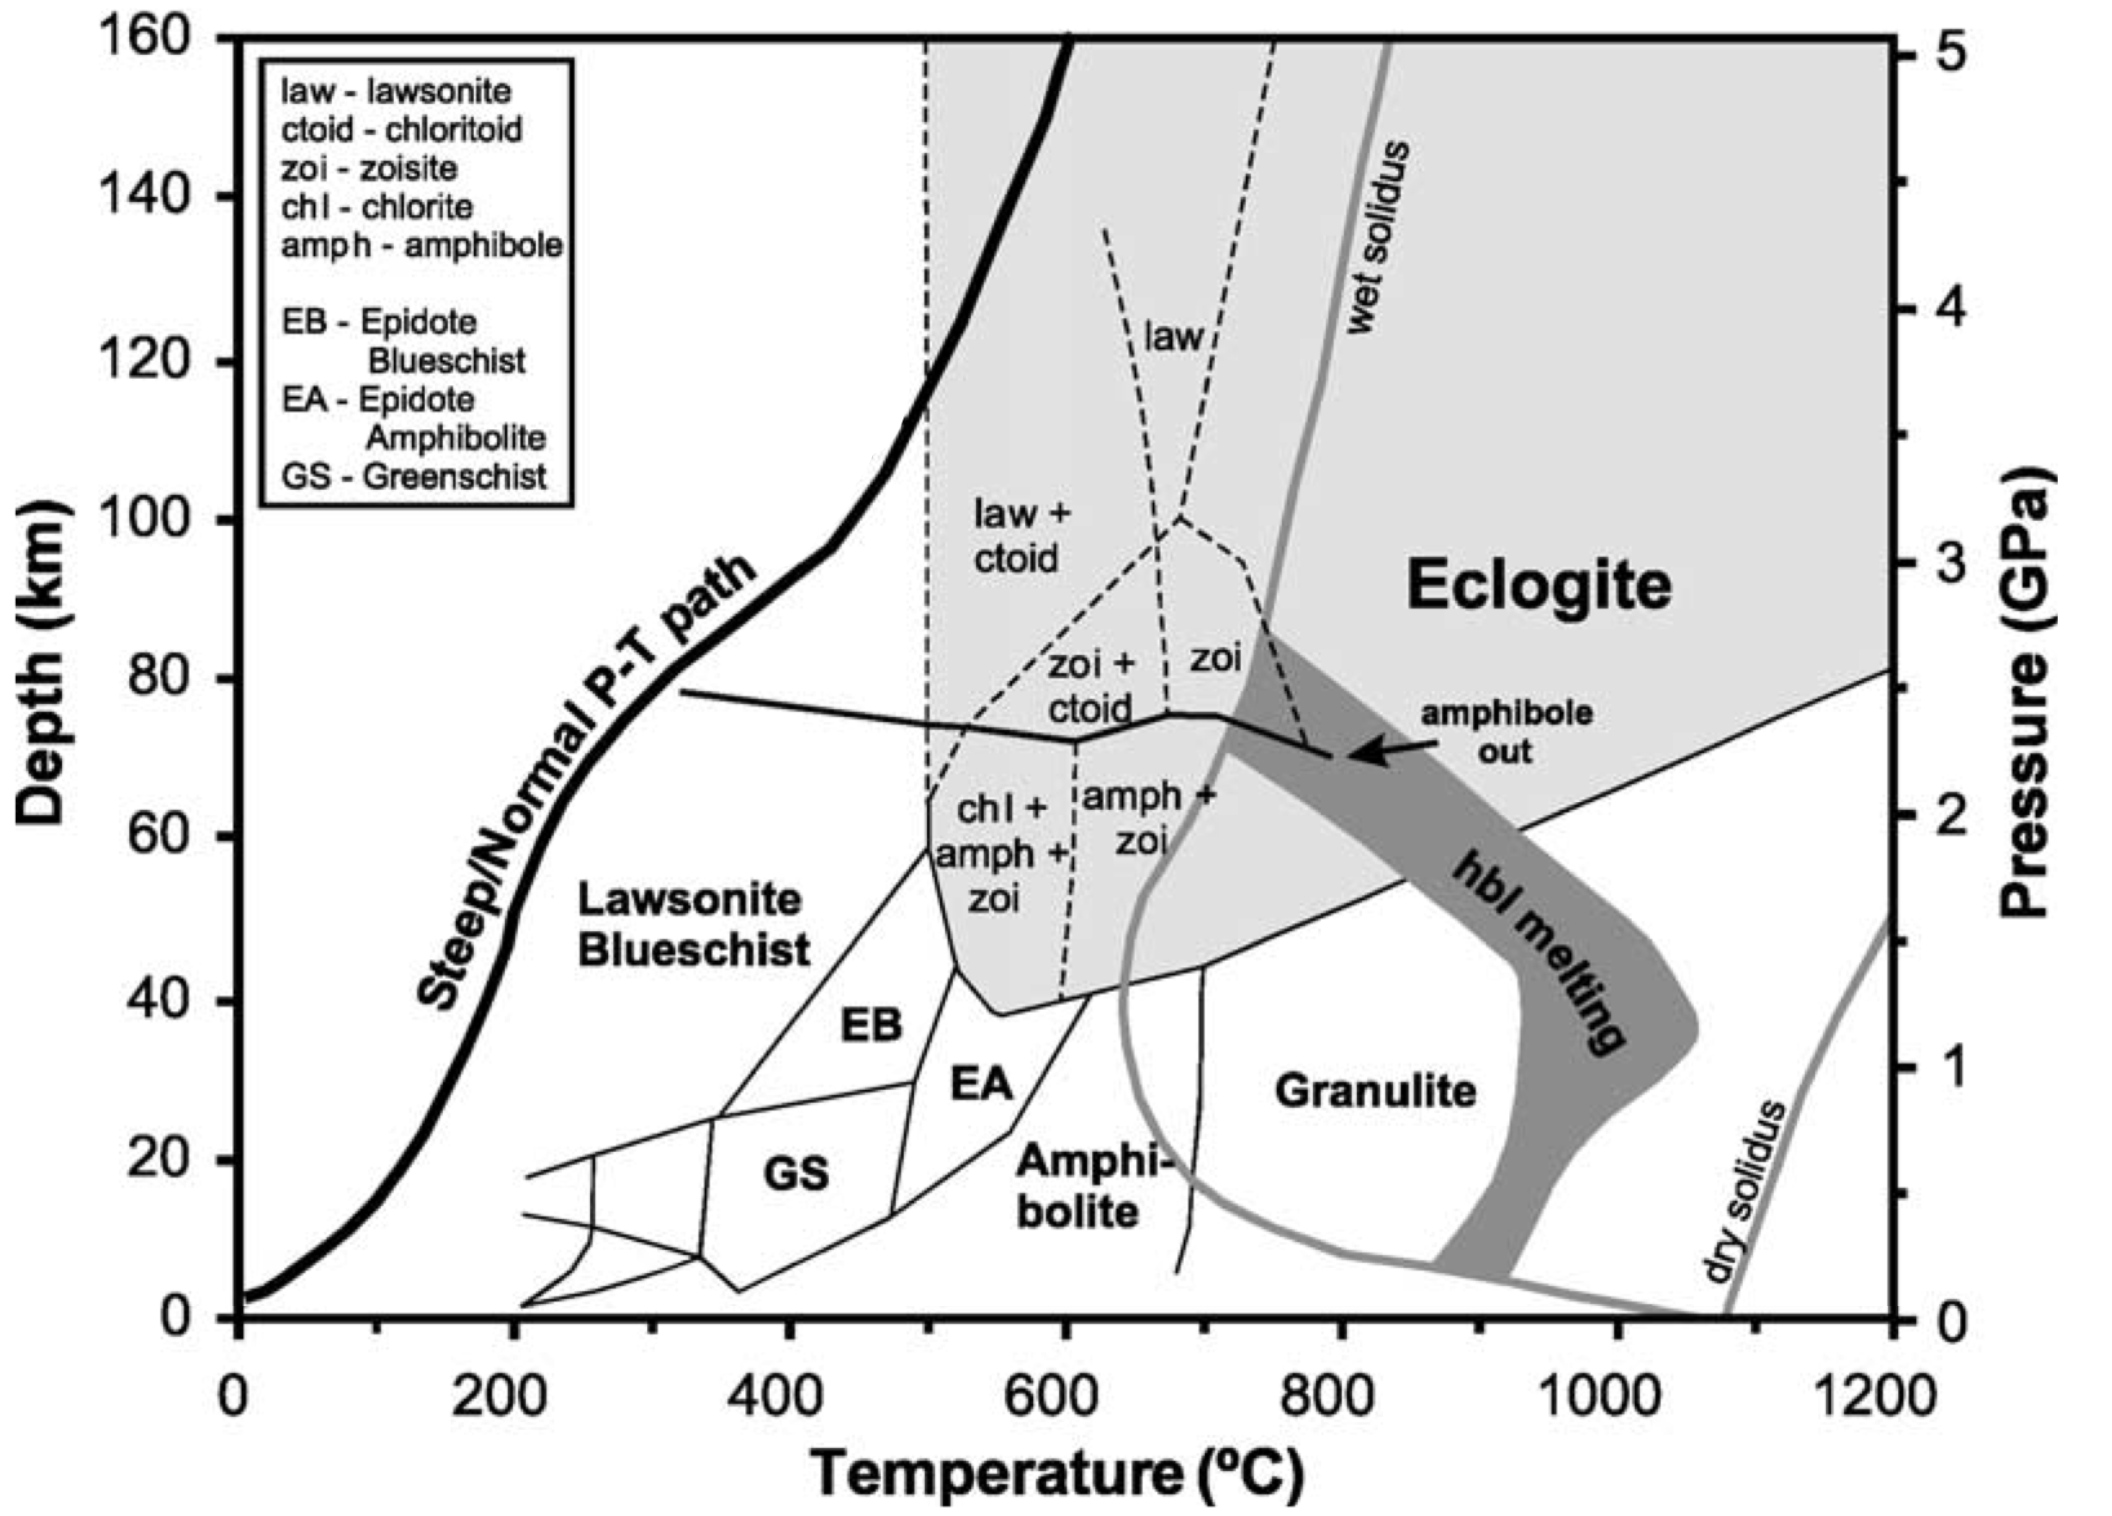 160
140
120
100
80
60
40
20
0
Depth (km)
law - lawsonite
ctoid - chloritoid
zoi - zoisite
chl - chlorite
amph - amphibole
EB - Epidote
Blueschist
EA - Epidote
Amphibolite
GS - Greenschist
Steep/Normal P-T path
wet solidus
law
law +
ctoid
Eclogite
zoi +
ctoid
zoi
amphibole
out
chl +
amph +
zoi
amph +
zoi
hbl melting
Lawsonite
Blueschist
EB
EA
GS
Amphi-
bolite
Granulite
dry solidus
5
4
3
2
1
0
Pressure (GPa)
0
200
400
600
800
1000
1200
Temperature (ºC)